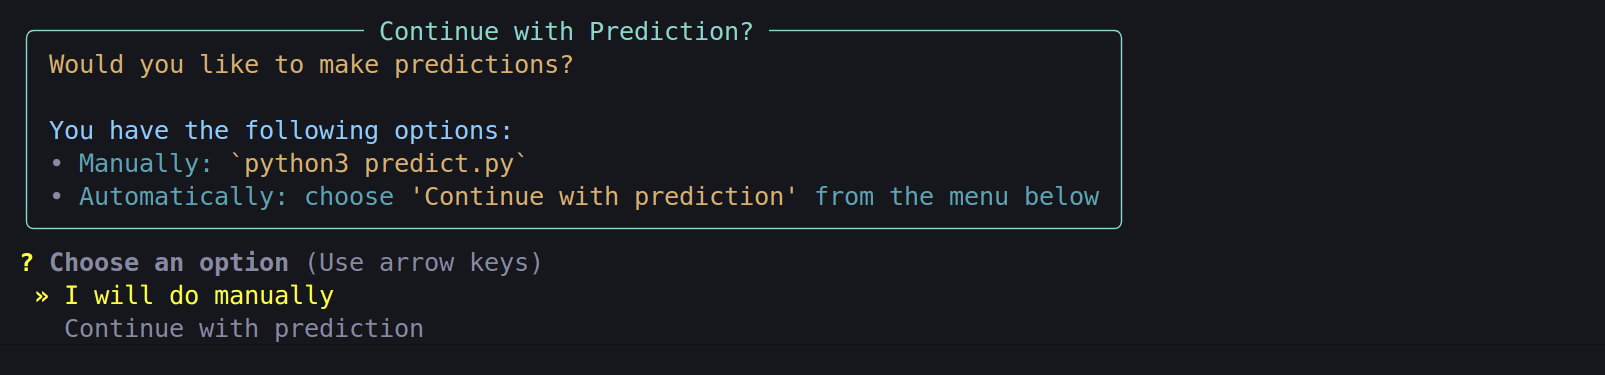 Continue with Prediction?
Would you like to make predictions?
You have the following options:
• Manually: `python3 predict.py`
• Automatically: choose 'Continue with prediction' from the menu below
? Choose an option (Use arrow keys)
» I will do manually
Continue with prediction